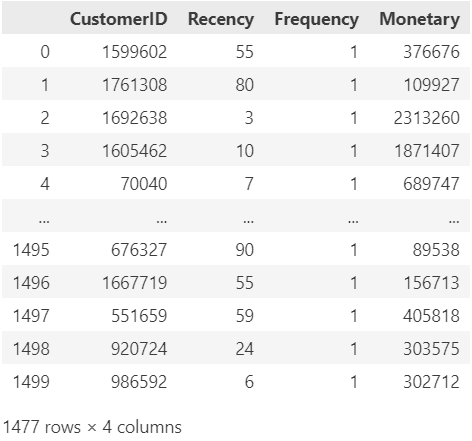 CustomerID Recency Frequency Monetary
0 1599602 55 1 376676
1 1761308 80 1 109927
2 1692638 3 1 2313260
3 1605462 10 1 1871407
4 70040 7 1 689747
... ... ... ... ...
1495 676327 90 1 89538
1496 1667719 55 1 156713
1497 551659 59 1 405818
1498 920724 24 1 303575
1499 986592 6 1 302712
1477 rows × 4 columns